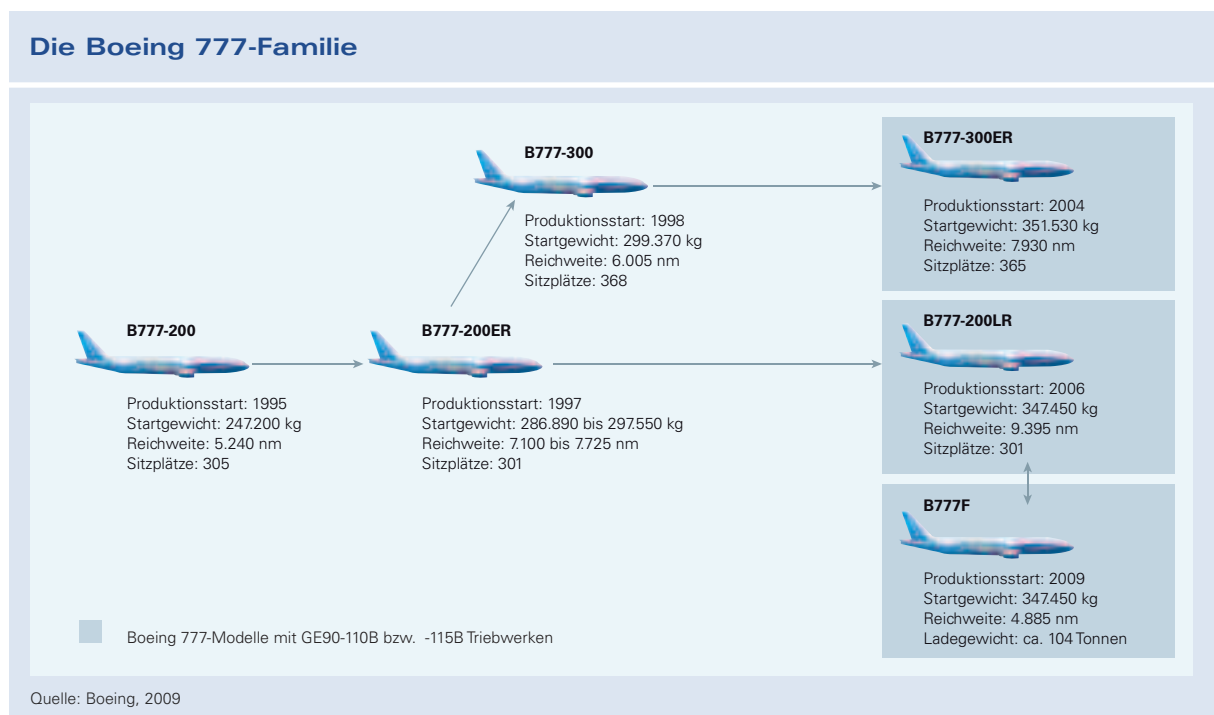 Die Boeing 777-Familie
B777-300
Produktionsstart: 1998
Startgewicht: 299.370 kg
Reichweite: 6.005 nm
Sitzplätze: 368
B777-300ER
Produktionsstart: 2004
Startgewicht: 351.530 kg
Reichweite: 7.930 nm
Sitzplätze: 365
B777-200
Produktionsstart: 1995
Startgewicht: 247.200 kg
Reichweite: 5.240 nm
Sitzplätze: 305
B777-200ER
Produktionsstart: 1997
Startgewicht: 286.890 bis 297.550 kg
Reichweite: 7.100 bis 7.725 nm
Sitzplätze: 301
B777-200LR
Produktionsstart: 2006
Startgewicht: 347.450 kg
Reichweite: 9.395 nm
Sitzplätze: 301
B777F
Produktionsstart: 2009
Startgewicht: 347.450 kg
Reichweite: 4.885 nm
Ladegewicht: ca. 104 Tonnen
Boeing 777-Modelle mit GE90-110B bzw. -115B Triebwerken
Quelle: Boeing, 2009